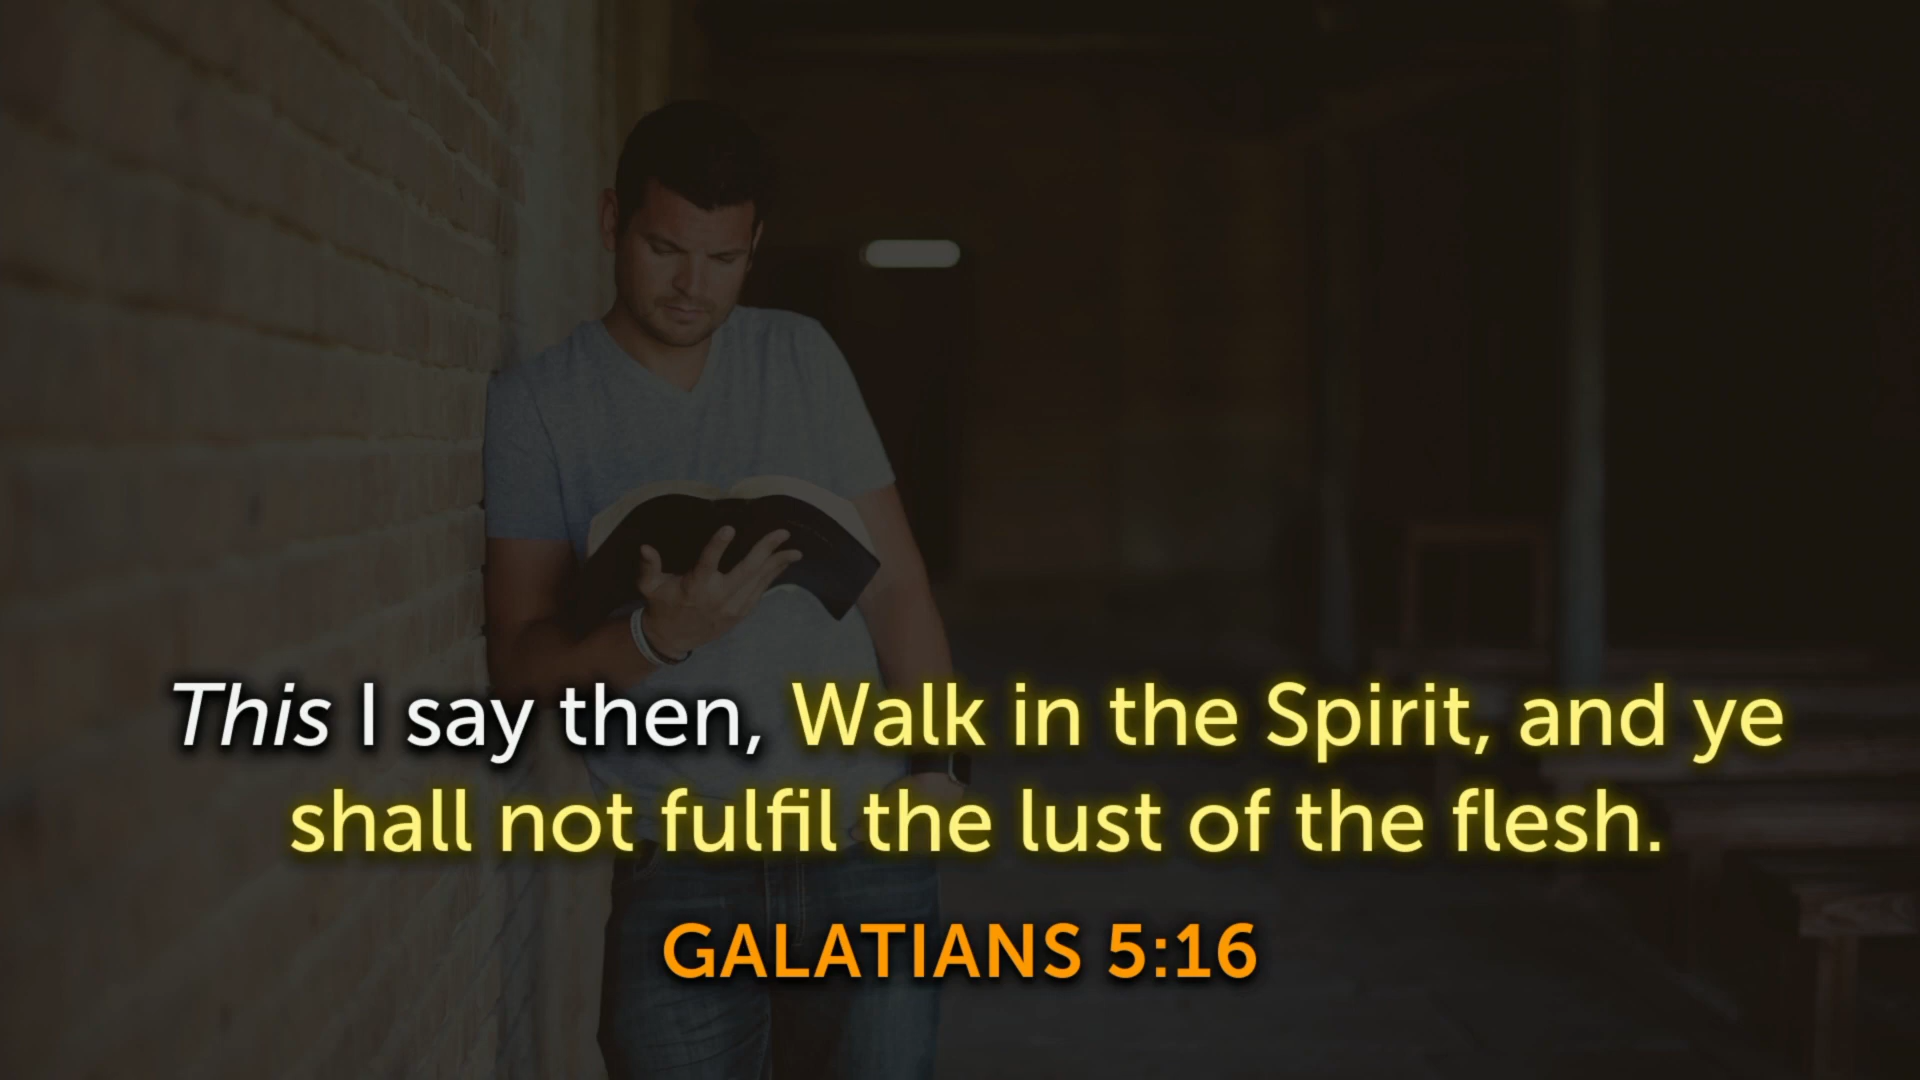 This I say then, Walk in the Spirit, and ye
shall not fulfil the lust of the flesh.
GALATIANS 5:16